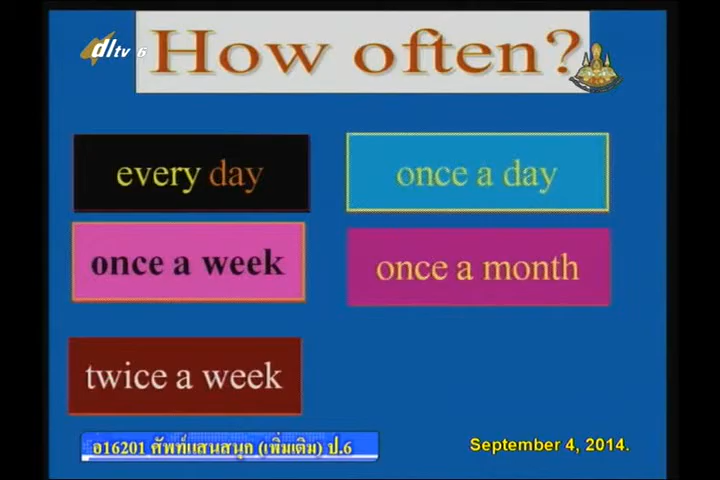 dltv 6
How often?
every day
once a day
once a week
once a month
twice a week
อ16201 ศัพท์แสนสนุก (เพิ่มเติม) ป.6
September 4, 2014.